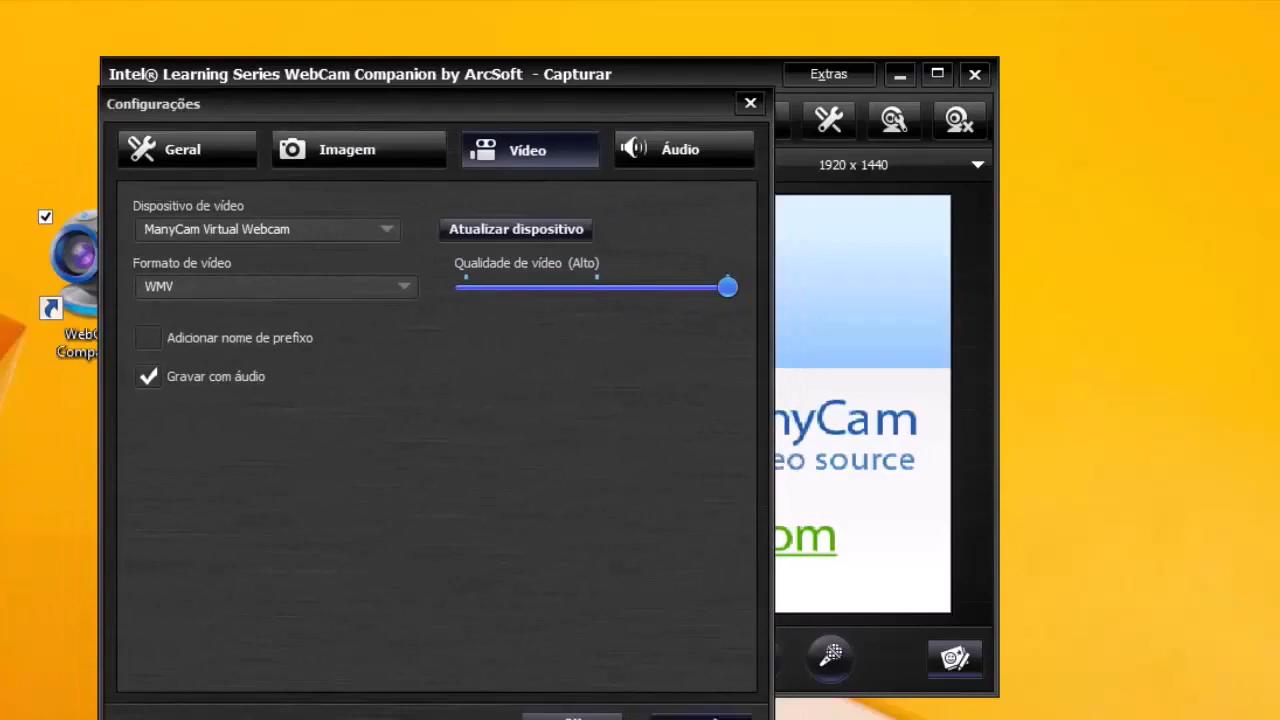 Intel® Learning Series WebCam Companion by ArcSoft - Capturar
Extras
Configurações
Geral
Imagem
Vídeo
Áudio
1920 x 1440
Dispositivo de vídeo
ManyCam Virtual Webcam
Atualizar dispositivo
Formato de vídeo
Qualidade de vídeo (Alto)
WMV
Adicionar nome de prefixo
Gravar com áudio
WebC
Compa
nyCam
eo source
om